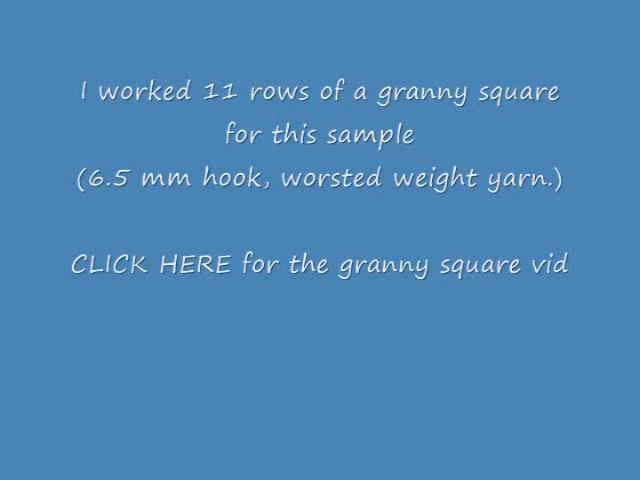 I worked 11 rows of a granny square
for this sample
(6.5 mm hook, worsted weight yarn.)
CLICK HERE for the granny square vid